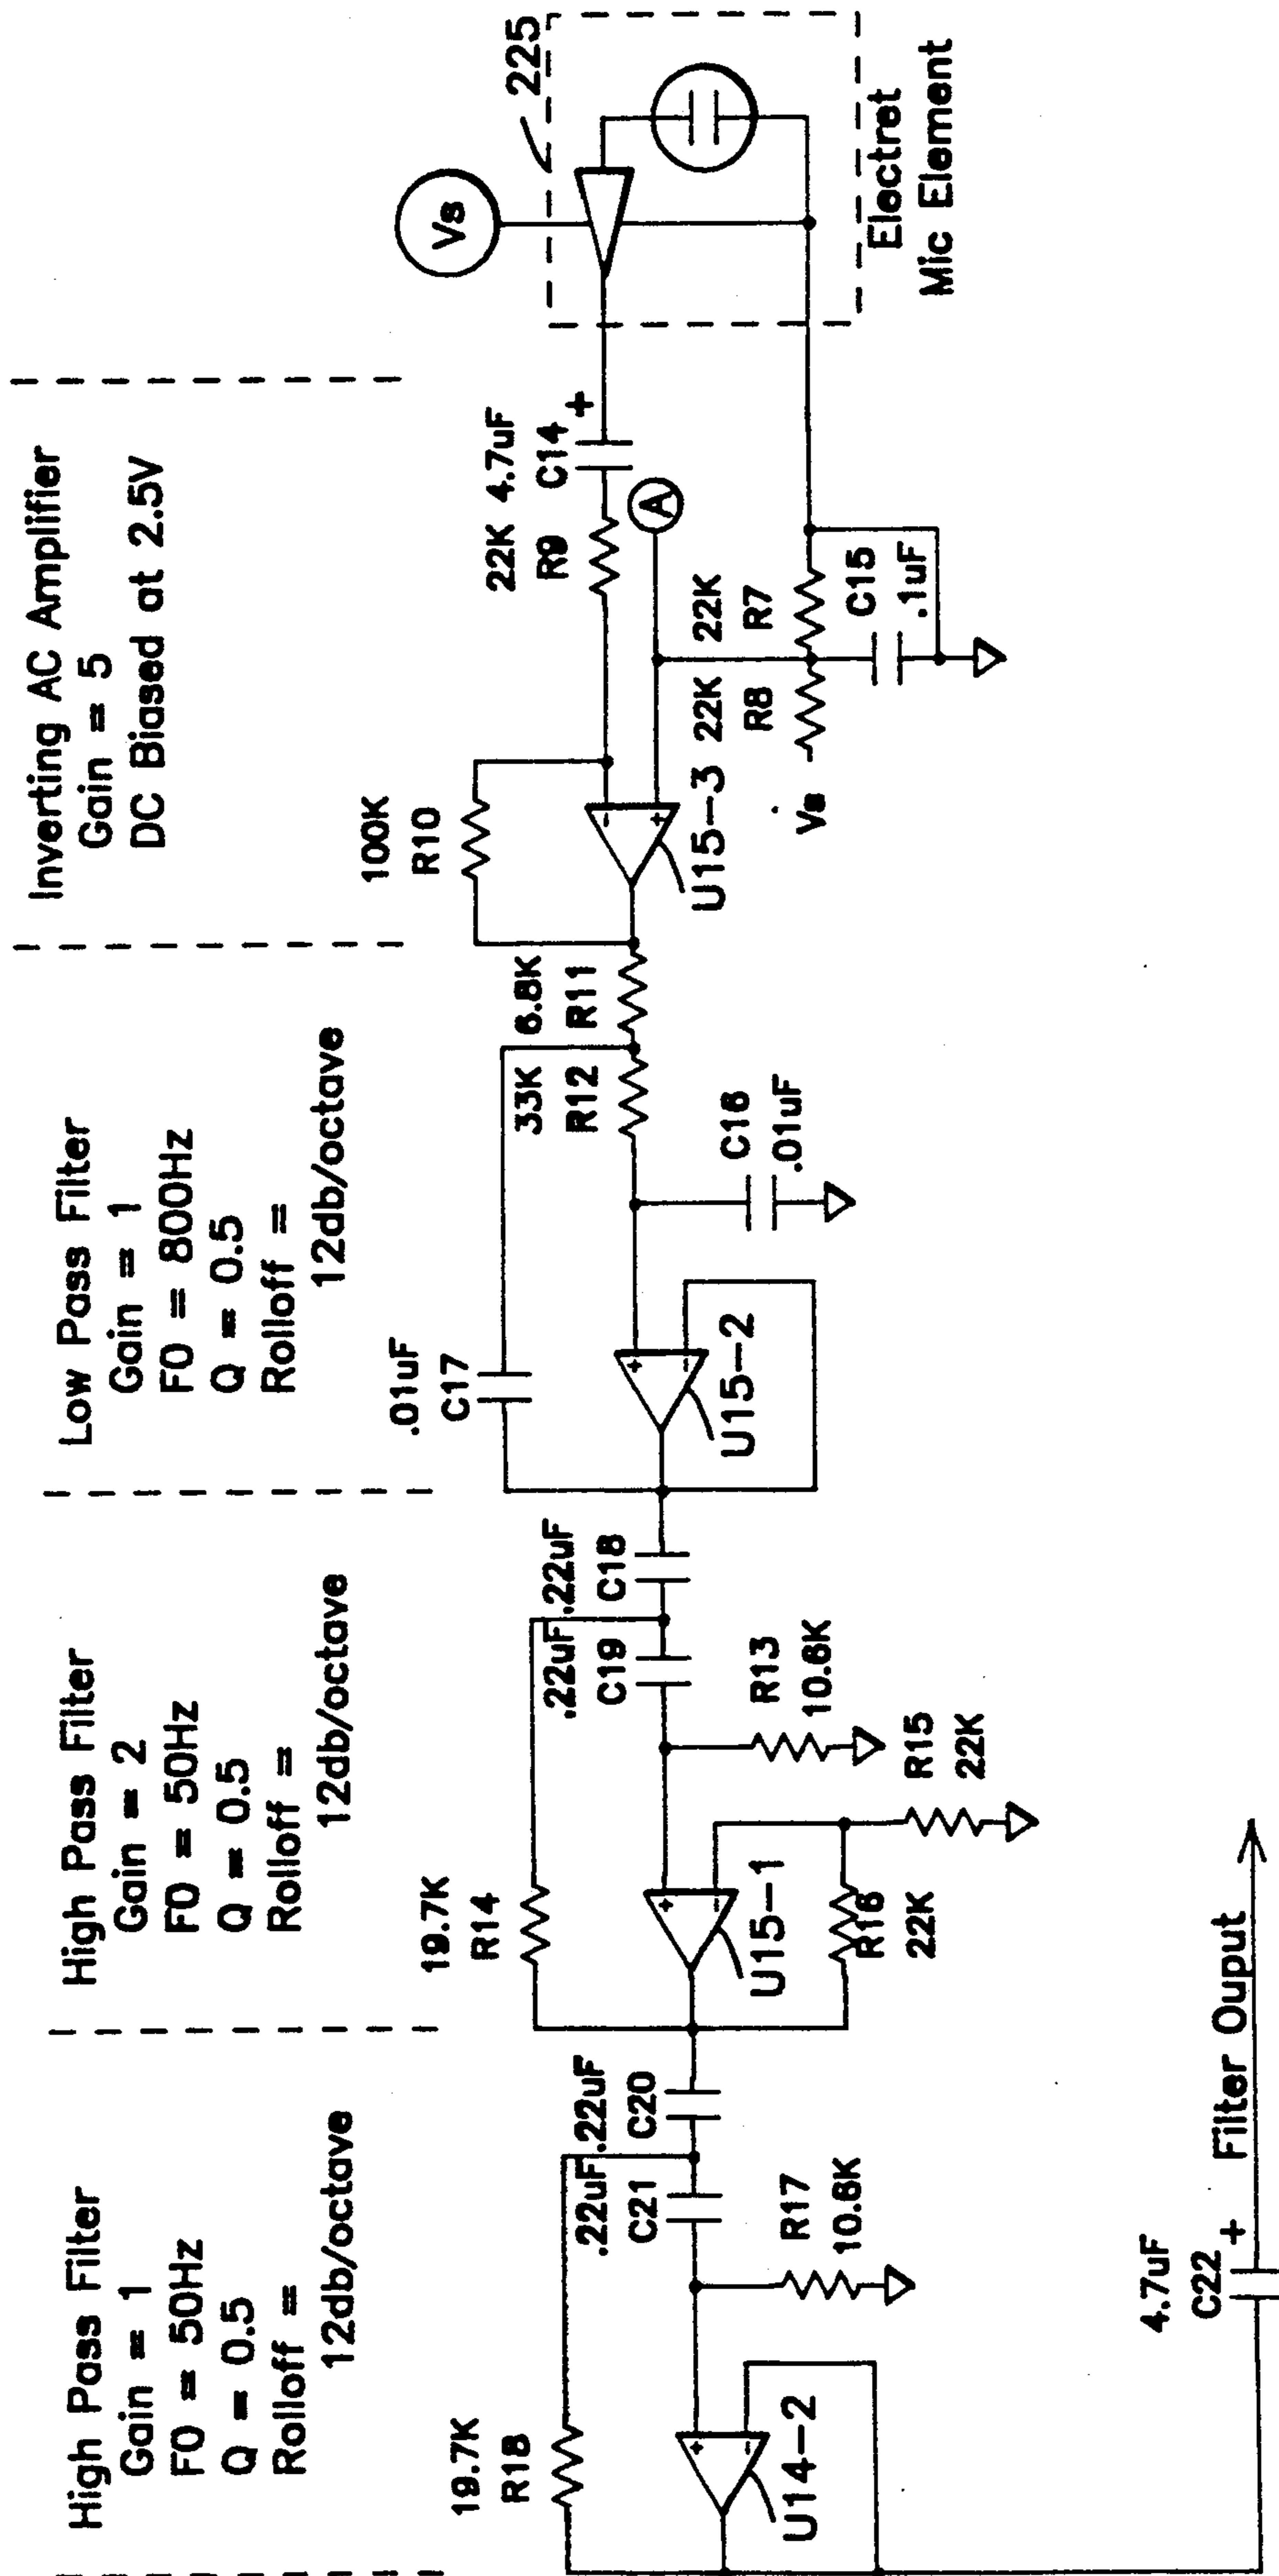 High Pass Filter
Gain = 1
F0 = 50Hz
Q = 0.5
Rolloff =
12db/octave
High Pass Filter
Gain = 2
F0 = 50Hz
Q = 0.5
Rolloff =
12db/octave
Low Pass Filter
Gain = 1
F0 = 800Hz
Q = 0.5
Rolloff =
12db/octave
Inverting AC Amplifier
Gain = 5
DC Biased at 2.5V
19.7K
R18
.22uF
C21
.22uF
C20
R17
10.6K
+
-
U14-2
19.7K
R14
.22uF
C19
.22uF
C18
R13
10.6K
+
-
U15-1
R16
22K
R15
22K
.01uF
C17
33K
R12
6.8K
R11
C16
.01uF
+
-
U15-2
100K
R10
-
+
U15-3
22K
R9
4.7uF
C14
+
A
22K
R8
22K
R7
Vs
C15
.1uF
Vs
225
Electret
Mic Element
4.7uF
C22
+
Filter Ouput